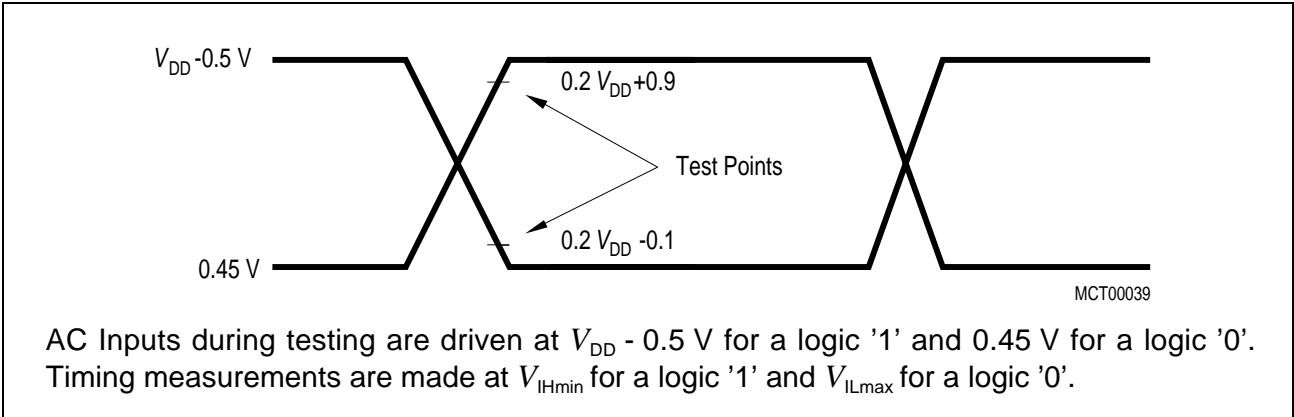 V_DD -0.5 V
0.2 V_DD+0.9
Test Points
0.2 V_DD -0.1
0.45 V
MCT00039
AC Inputs during testing are driven at V_DD - 0.5 V for a logic '1' and 0.45 V for a logic '0'.
Timing measurements are made at V_IHmin for a logic '1' and V_ILmax for a logic '0'.